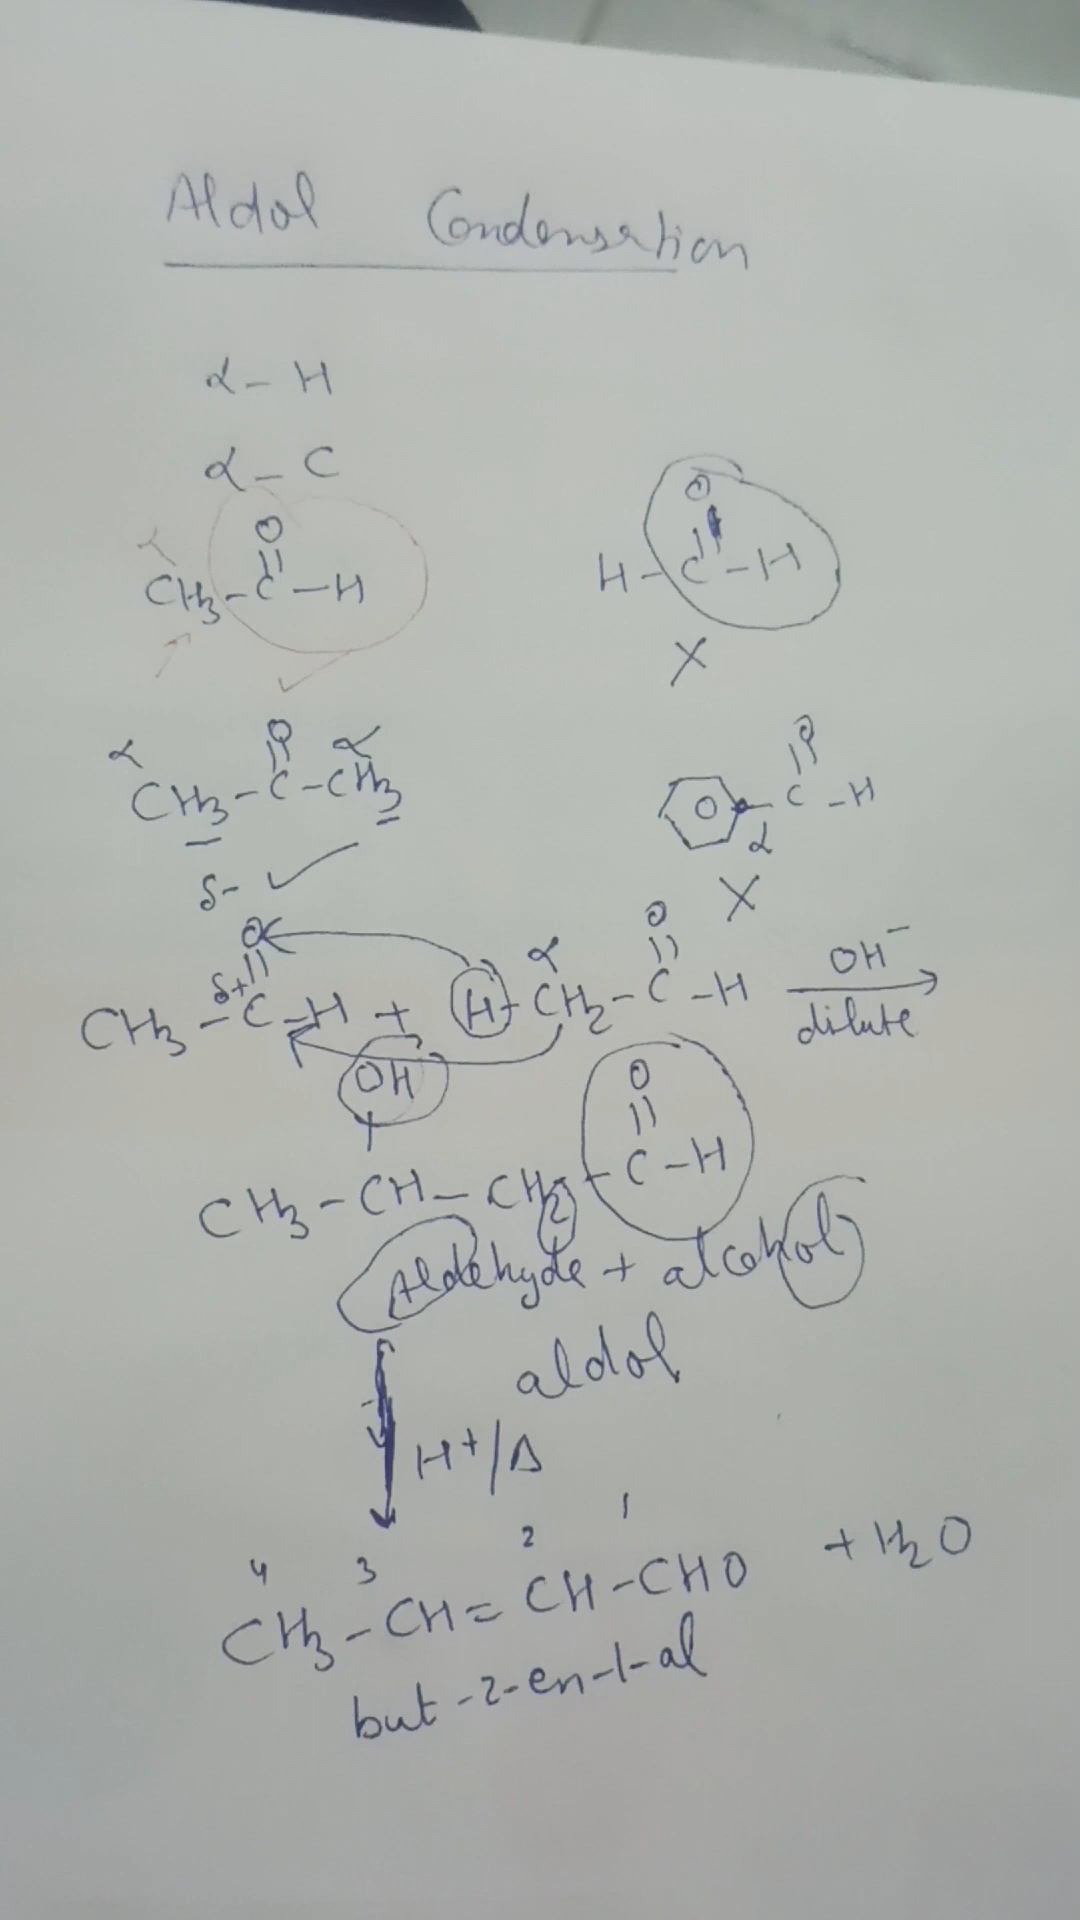 Aldol Condensation
α - H
α - C
O
||
α
CH3 - C - H
O
||
H - C - H
X
α O α
||
CH3 - C - CH3
O
||
C - H
α
X
δ-
O
δ+ ||
CH3 - C - H + H - CH2 - C - H OH- dilute
α O
||
OH O
| ||
CH3 - CH - CH2 - C - H
Aldehyde + alcohol
aldol
H+/Δ
4 3 2 1
CH3 - CH = CH - CHO + H2O
but-2-en-1-al